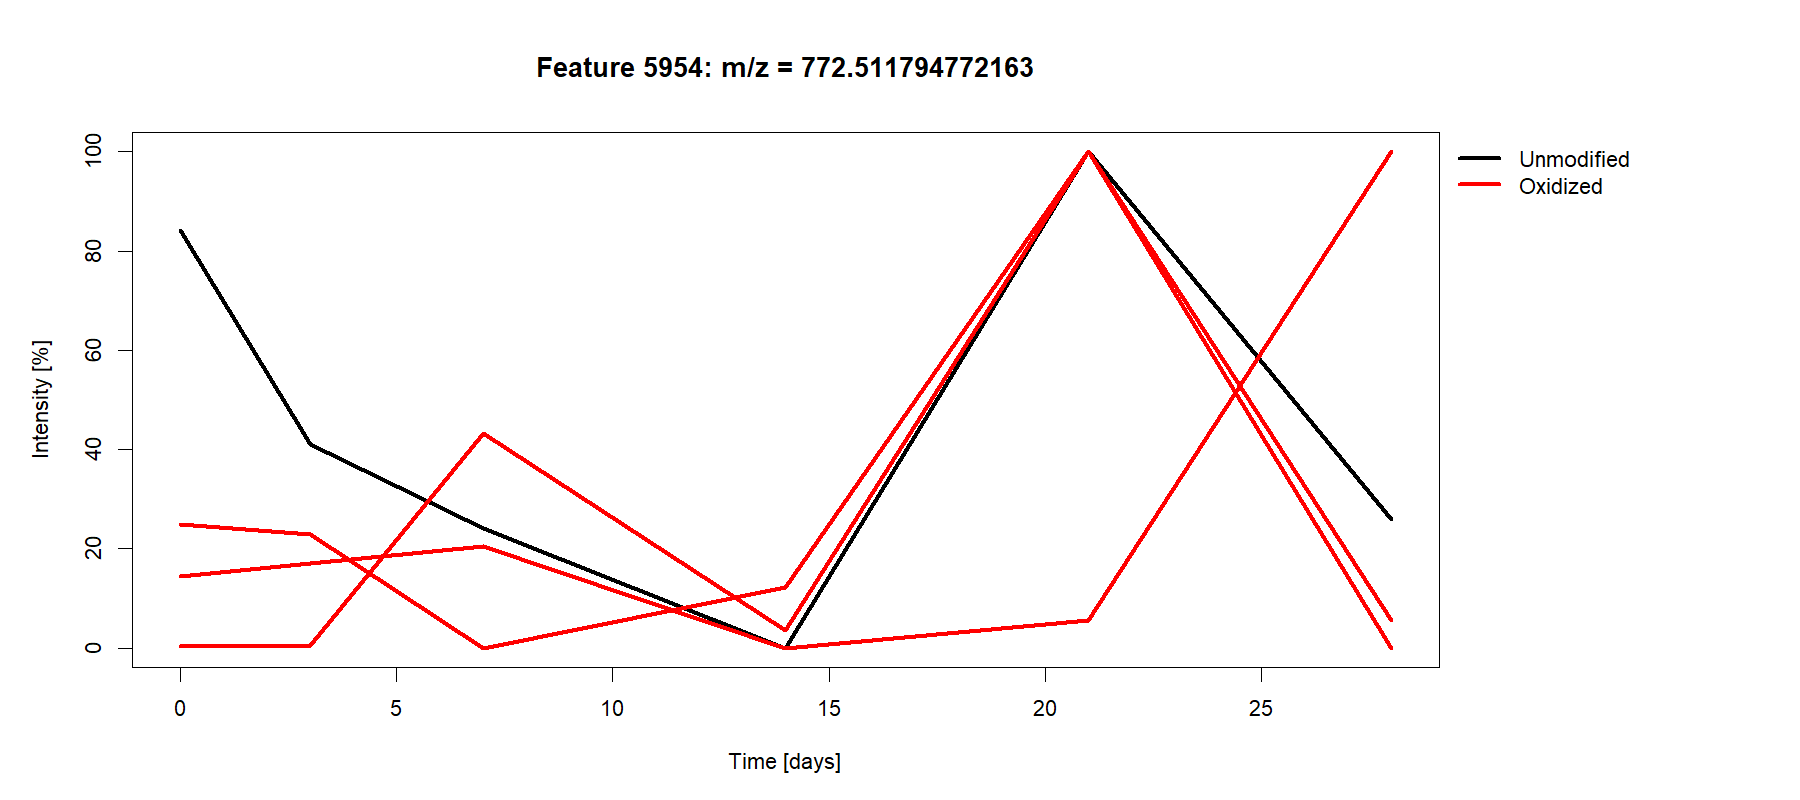 Feature 5954: m/z = 772.511794772163
Unmodified
Oxidized
Intensity [%]
100
80
60
40
20
0
0 5 10 15 20 25
Time [days]